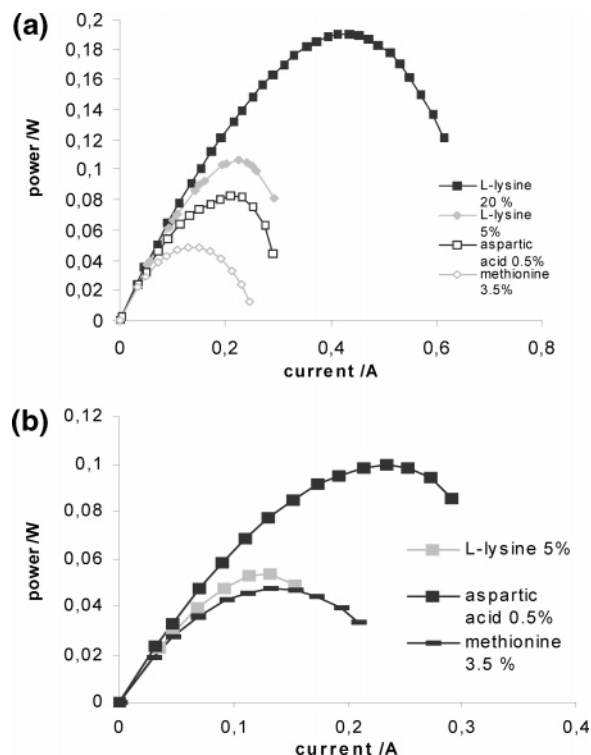 (a)
0,2
0,18
0,16
0,14
0,12
0,1
0,08
0,06
0,04
0,02
0
power /W
L-lysine
20 %
L-lysine
5%
aspartic
acid 0.5%
methionine
3.5%
0
0,2
0,4
0,6
0,8
current /A
(b)
0,12
0,1
0,08
0,06
0,04
0,02
0
power /W
L-lysine 5%
aspartic
acid 0.5%
methionine
3.5 %
0
0,1
0,2
0,3
0,4
current /A